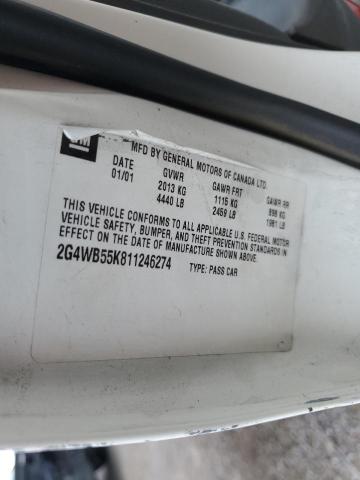 GM
MFD BY GENERAL MOTORS OF CANADA LTD.
DATE GVWR GAWR FRT GAWR RR
01/01 2013 KG 1115 KG 898 KG
4440 LB 2459 LB 1981 LB
THIS VEHICLE CONFORMS TO ALL APPLICABLE U.S. FEDERAL MOTOR
VEHICLE SAFETY, BUMPER, AND THEFT PREVENTION STANDARDS IN
EFFECT ON THE DATE OF MANUFACTURE SHOWN ABOVE.
2G4WB55K811246274 TYPE: PASS CAR